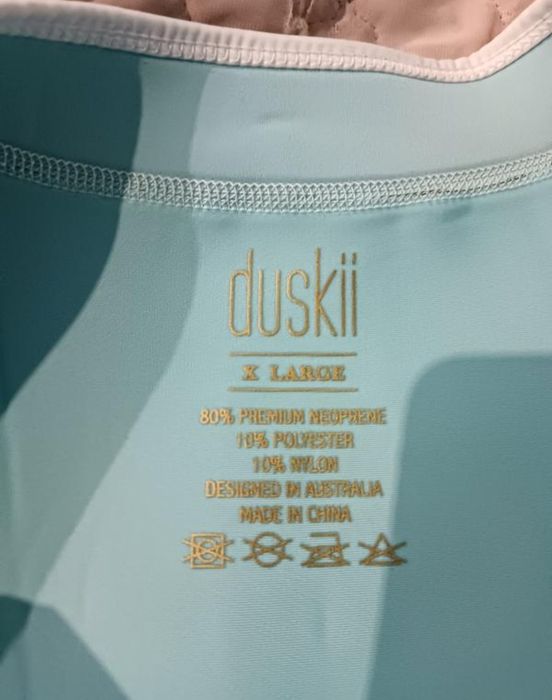 duskii
X LARGE
80% PREMIUM NEOPRENE
10% POLYESTER
10% NYLON
DESIGNED IN AUSTRALIA
MADE IN CHINA